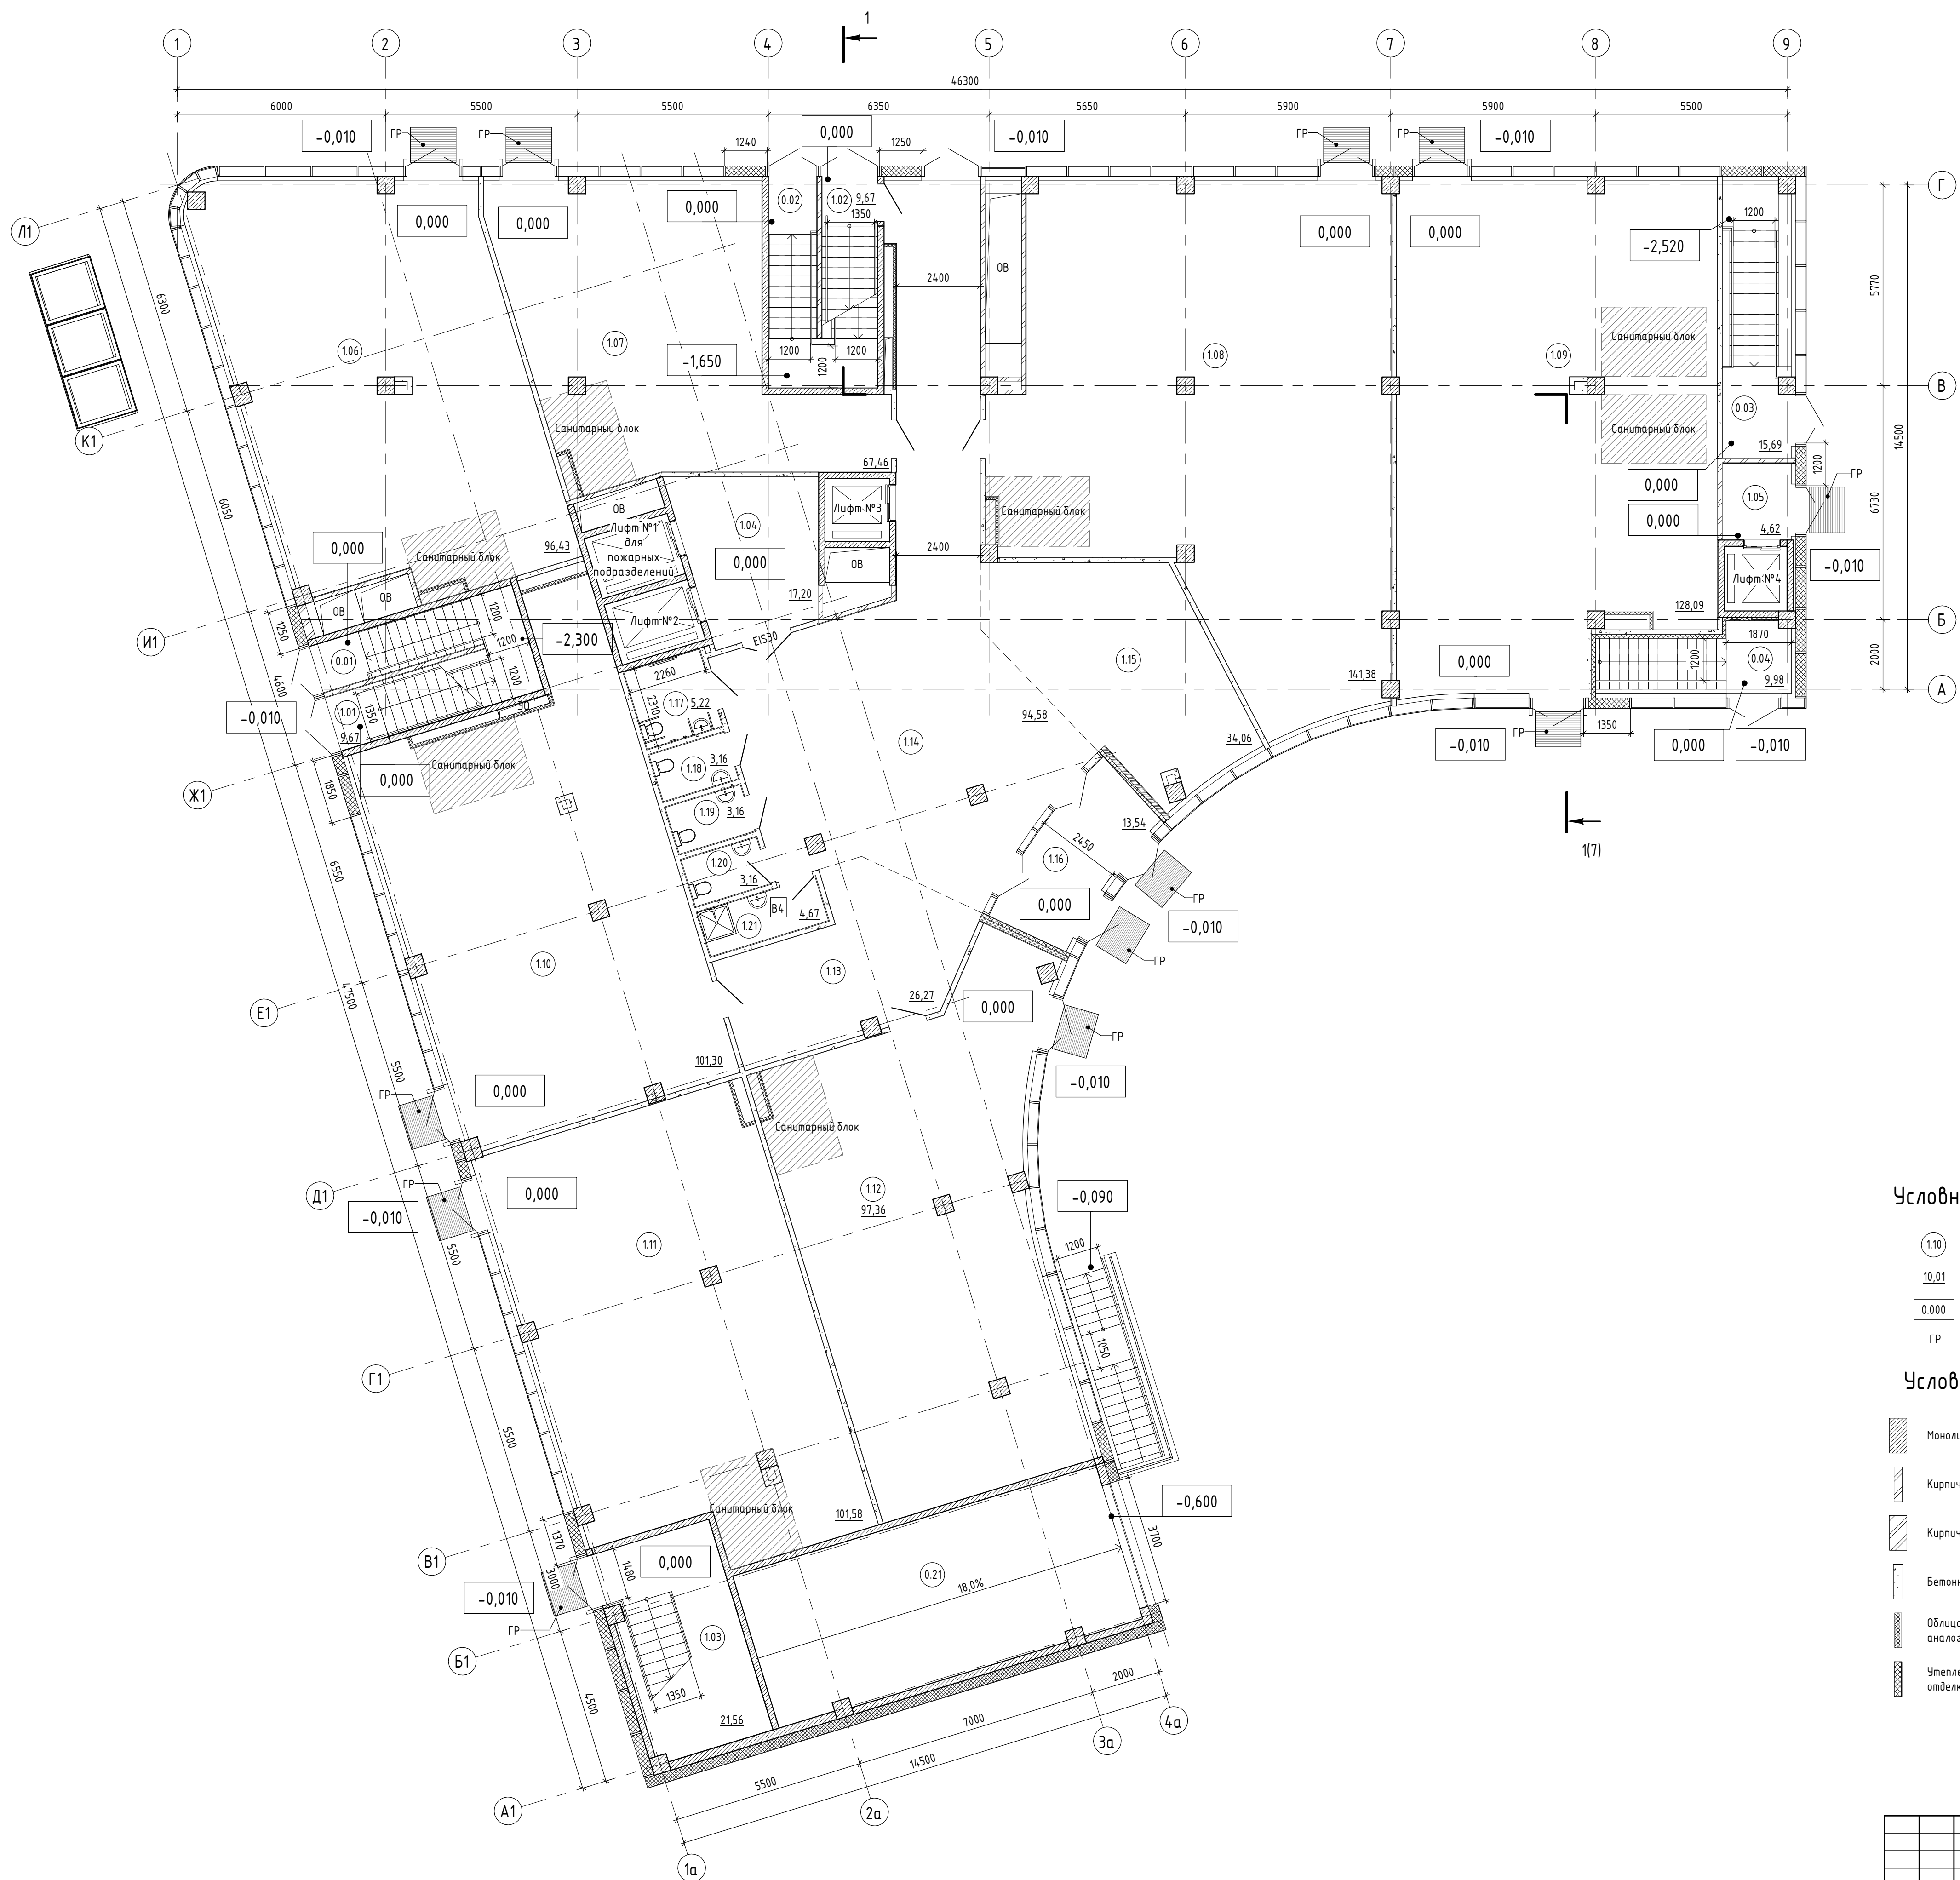 1
1
2
3
4
5
6
7
8
9
46300
6000
5500
5500
6350
5650
5900
5900
5500
-0,010
ГР
ГР
0,000
-0,010
ГР
ГР
-0,010
1240
1250
Л1
Г
0,000
0,000
0,000
0.02
1.02
9,67
1350
0,000
0,000
1200
-2,520
ОВ
2400
5770
6300
1.06
1.07
-1,650
1200
1200
1200
1.08
1.09
Санитарный блок
К1
В
14500
Санитарный блок
67,46
Санитарный блок
0.03
15,69
1200
ГР
6050
ОВ
Лифт №1
для
пожарных
подразделений
1.04
Лифт №3
Санитарный блок
0,000
0,000
1.05
4,62
6730
0,000
Санитарный блок
96,43
0,000
ОВ
2400
Лифт №4
-0,010
ОВ
ОВ
17,20
128,09
И1
1250
1200
1200
-2,300
Лифт №2
EIS30
Б
0.01
1200
1.15
0,000
1870
1200
0.04
2000
4600
-0,010
1.01
1350
9,67
30
2260
2310
1.17
5,22
94,58
141,38
9,98
А
0,000
Санитарный блок
1.18
3,16
1.14
34,06
-0,010
ГР
1350
0,000
-0,010
Ж1
1850
1.19
3,16
13,54
2450
1(7)
6550
1.20
3,16
1.16
В4
4,67
1.21
0,000
ГР
-0,010
ГР
47500
1.10
1.13
26,27
0,000
Е1
ГР
-0,010
5500
0,000
101,30
ГР
Санитарный блок
Д1
ГР
0,000
-0,010
1.12
97,36
-0,090
5500
1.11
1200
1050
Г1
5500
Санитарный блок
101,58
-0,600
3700
В1
1370
3000
1480
0,000
-0,010
0.21
18,0%
ГР
Б1
1.03
4500
1350
21,56
2000
7000
4а
3а
14500
5500
А1
2а
1а
1.10
10,01
0.000
ГР